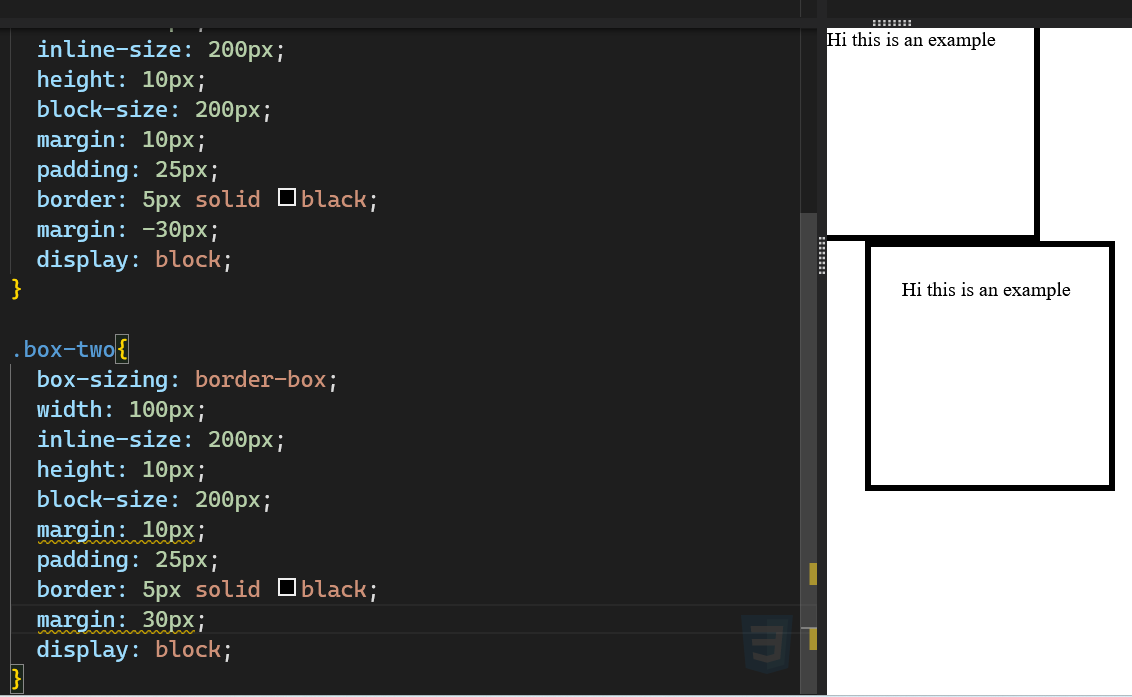 inline-size: 200px;
height: 10px;
block-size: 200px;
margin: 10px;
padding: 25px;
border: 5px solid black;
margin: -30px;
display: block;
}
.box-two{
box-sizing: border-box;
width: 100px;
inline-size: 200px;
height: 10px;
block-size: 200px;
margin: 10px;
padding: 25px;
border: 5px solid black;
margin: 30px;
display: block;
}
Hi this is an example
Hi this is an example